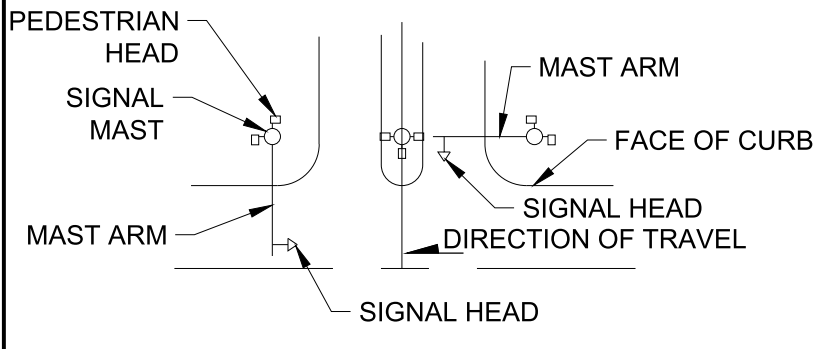 PEDESTRIAN
HEAD
SIGNAL
MAST
MAST ARM
FACE OF CURB
SIGNAL HEAD
MAST ARM
DIRECTION OF TRAVEL
SIGNAL HEAD